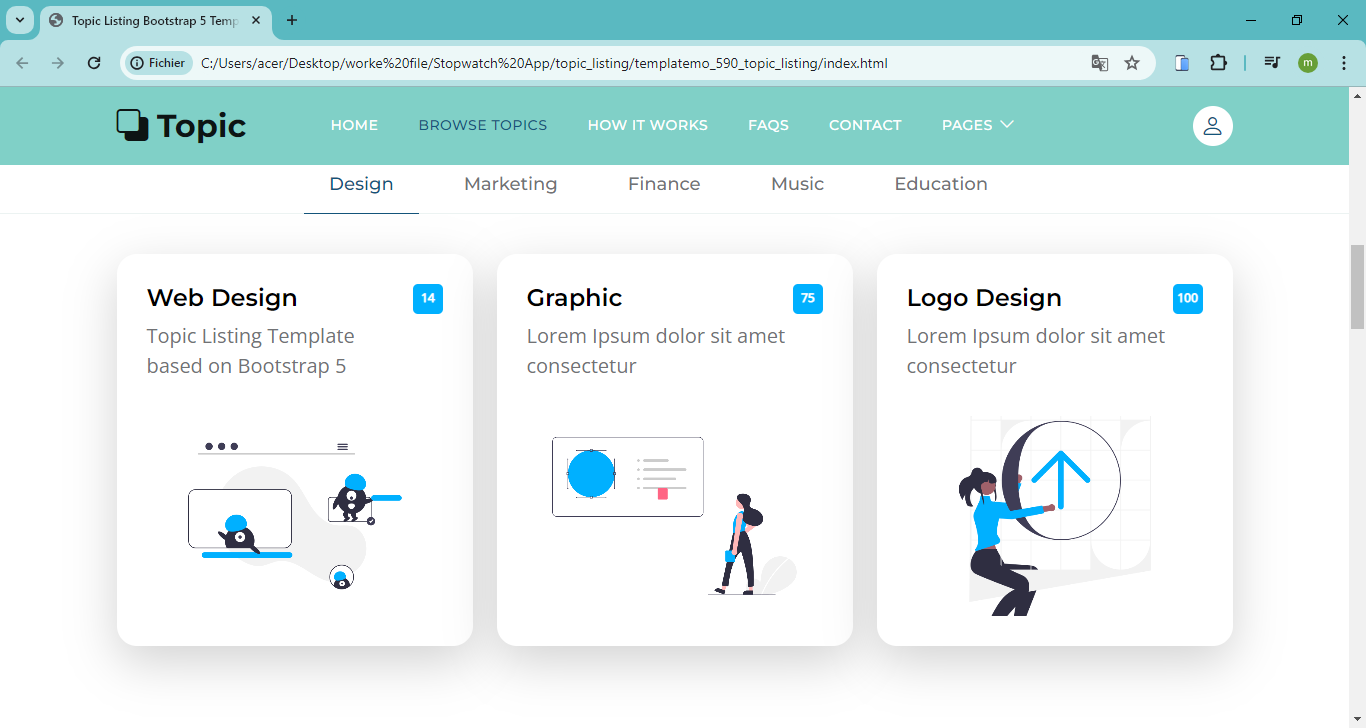 Topic Listing Bootstrap 5 Temp
Fichier
C:/Users/acer/Desktop/worke%20file/Stopwatch%20App/topic_listing/templatemo_590_topic_listing/index.html
m
Topic
HOME
BROWSE TOPICS
HOW IT WORKS
FAQS
CONTACT
PAGES
Design
Marketing
Finance
Music
Education
Web Design
14
Topic Listing Template
based on Bootstrap 5
Graphic
75
Lorem Ipsum dolor sit amet
consectetur
Logo Design
100
Lorem Ipsum dolor sit amet
consectetur